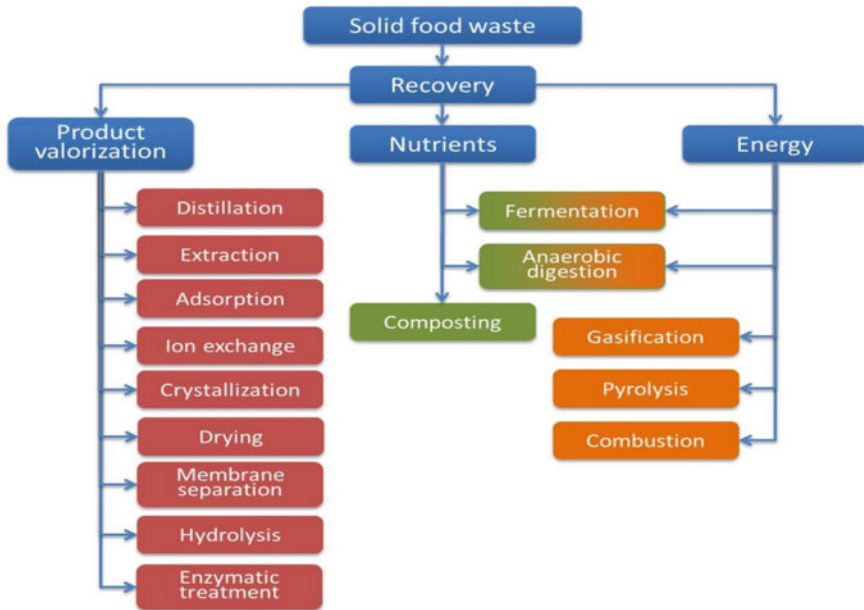 Solid food waste
Recovery
Product
valorization
Nutrients
Energy
Distillation
Extraction
Adsorption
Ion exchange
Crystallization
Drying
Membrane
separation
Hydrolysis
Enzymatic
treatment
Fermentation
Anaerobic
digestion
Composting
Gasification
Pyrolysis
Combustion